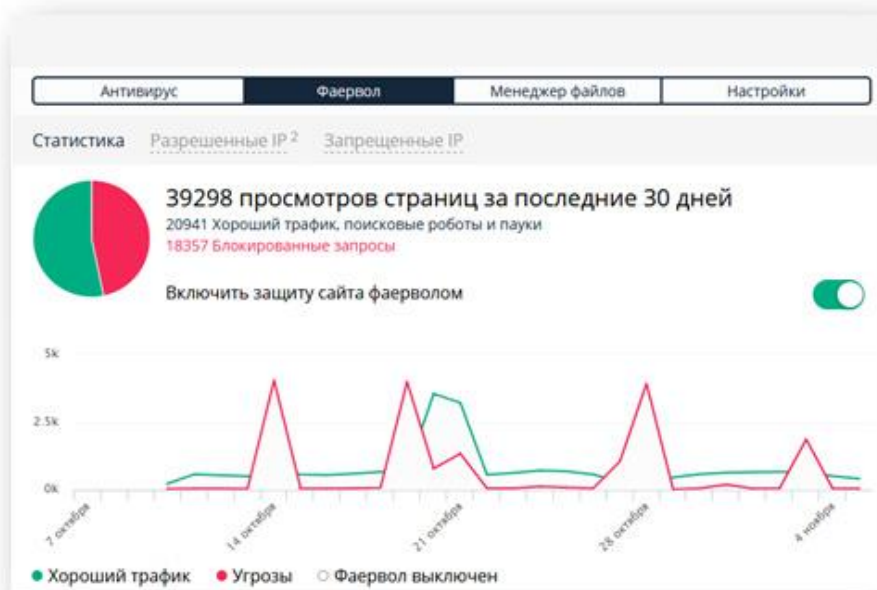 Антивирус Фаервол Менеджер файлов Настройки
Статистика Разрешенные IP 2 Запрещенные IP
39298 просмотров страниц за последние 30 дней
20941 Хороший трафик, поисковые роботы и пауки
18357 Блокированные запросы
Включить защиту сайта фаерволом
5k
2.5k
0k
7 октября 14 октября 21 октября 28 октября 4 ноября
Хороший трафик Угрозы Фаервол выключен